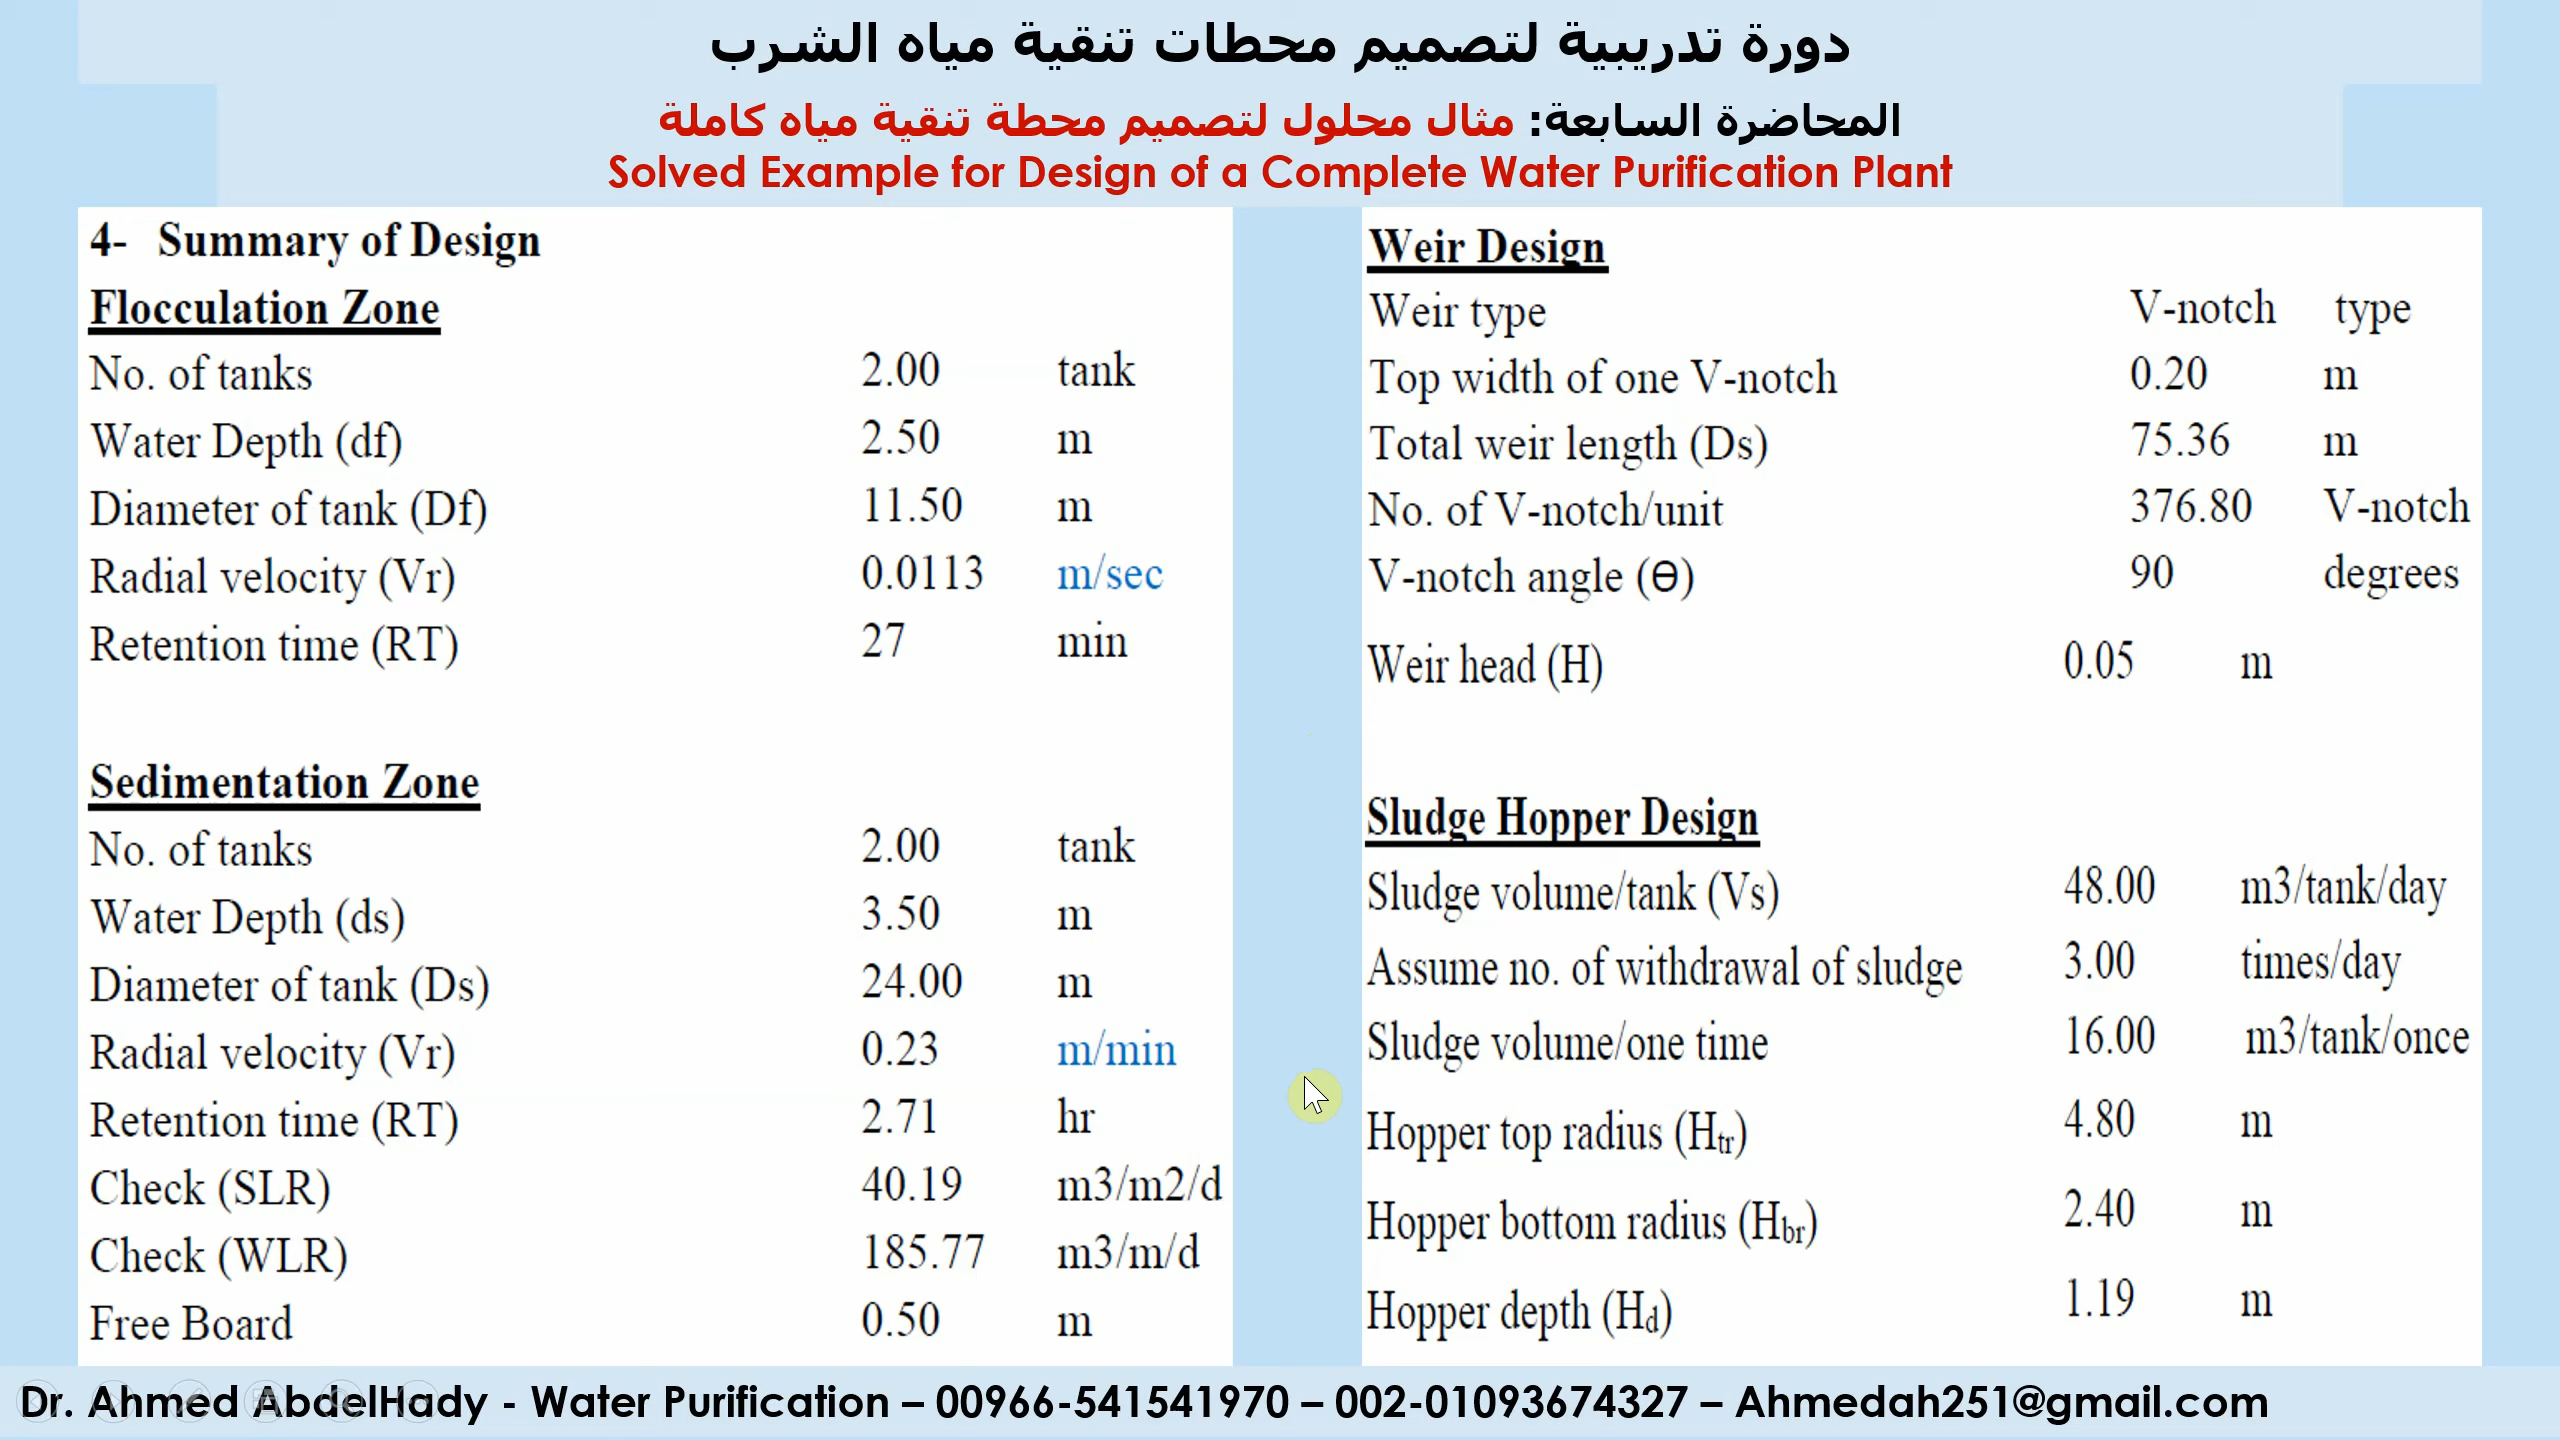 دورة تدريبية لتصميم محطات تنقية مياه الشرب
المحاضرة السابعة: مثال محلول لتصميم محطة تنقية مياه كاملة
Solved Example for Design of a Complete Water Purification Plant
4- Summary of Design
Flocculation Zone
No. of tanks 2.00 tank
Water Depth (df) 2.50 m
Diameter of tank (Df) 11.50 m
Radial velocity (Vr) 0.0113 m/sec
Retention time (RT) 27 min
Sedimentation Zone
No. of tanks 2.00 tank
Water Depth (ds) 3.50 m
Diameter of tank (Ds) 24.00 m
Radial velocity (Vr) 0.23 m/min
Retention time (RT) 2.71 hr
Check (SLR) 40.19 m3/m2/d
Check (WLR) 185.77 m3/m/d
Free Board 0.50 m
Weir Design
Weir type V-notch type
Top width of one V-notch 0.20 m
Total weir length (Ds) 75.36 m
No. of V-notch/unit 376.80 V-notch
V-notch angle (Ө) 90 degrees
Weir head (H) 0.05 m
Sludge Hopper Design
Sludge volume/tank (Vs) 48.00 m3/tank/day
Assume no. of withdrawal of sludge 3.00 times/day
Sludge volume/one time 16.00 m3/tank/once
Hopper top radius (Htr) 4.80 m
Hopper bottom radius (Hbr) 2.40 m
Hopper depth (Hd) 1.19 m
Dr. Ahmed AbdelHady - Water Purification – 00966-541541970 – 002-01093674327 – Ahmedah251@gmail.com